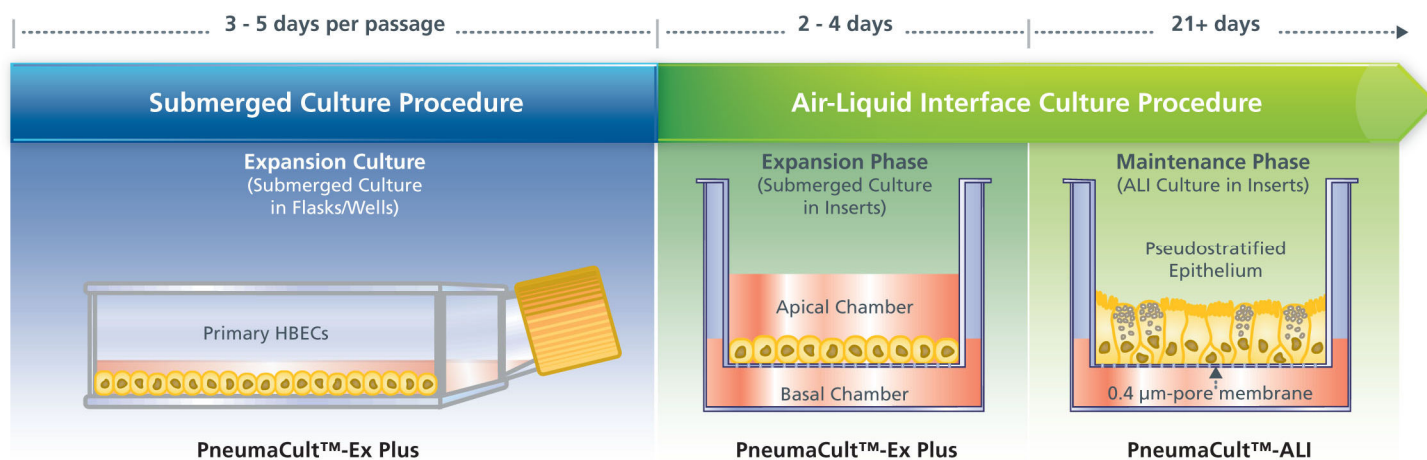 3 - 5 days per passage
2 - 4 days
21+ days
Submerged Culture Procedure
Air-Liquid Interface Culture Procedure
Expansion Culture
(Submerged Culture
in Flasks/Wells)
Primary HBECs
PneumaCult™-Ex Plus
Expansion Phase
(Submerged Culture
in Inserts)
Apical Chamber
Basal Chamber
PneumaCult™-Ex Plus
Maintenance Phase
(ALI Culture in Inserts)
Pseudostratified
Epithelium
0.4 µm-pore membrane
PneumaCult™-ALI